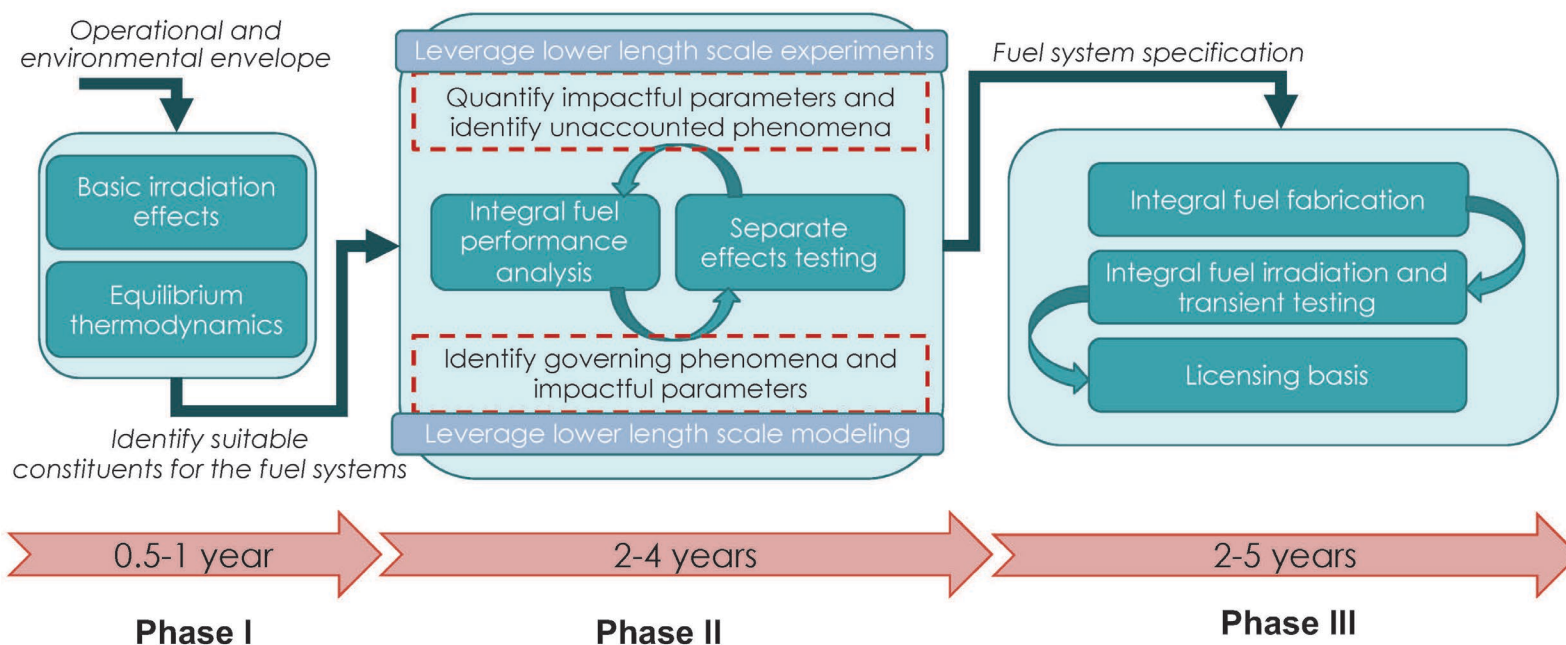 Operational and
environmental envelope
Basic irradiation
effects
Equilibrium
thermodynamics
Identify suitable
constituents for the fuel systems
Leverage lower length scale experiments
Quantify impactful parameters and
identify unaccounted phenomena
Integral fuel
performance
analysis
Separate
effects testing
Identify governing phenomena and
impactful parameters
Leverage lower length scale modeling
Fuel system specification
Integral fuel fabrication
Integral fuel irradiation and
transient testing
Licensing basis
0.5-1 year
2-4 years
2-5 years
Phase I
Phase II
Phase III